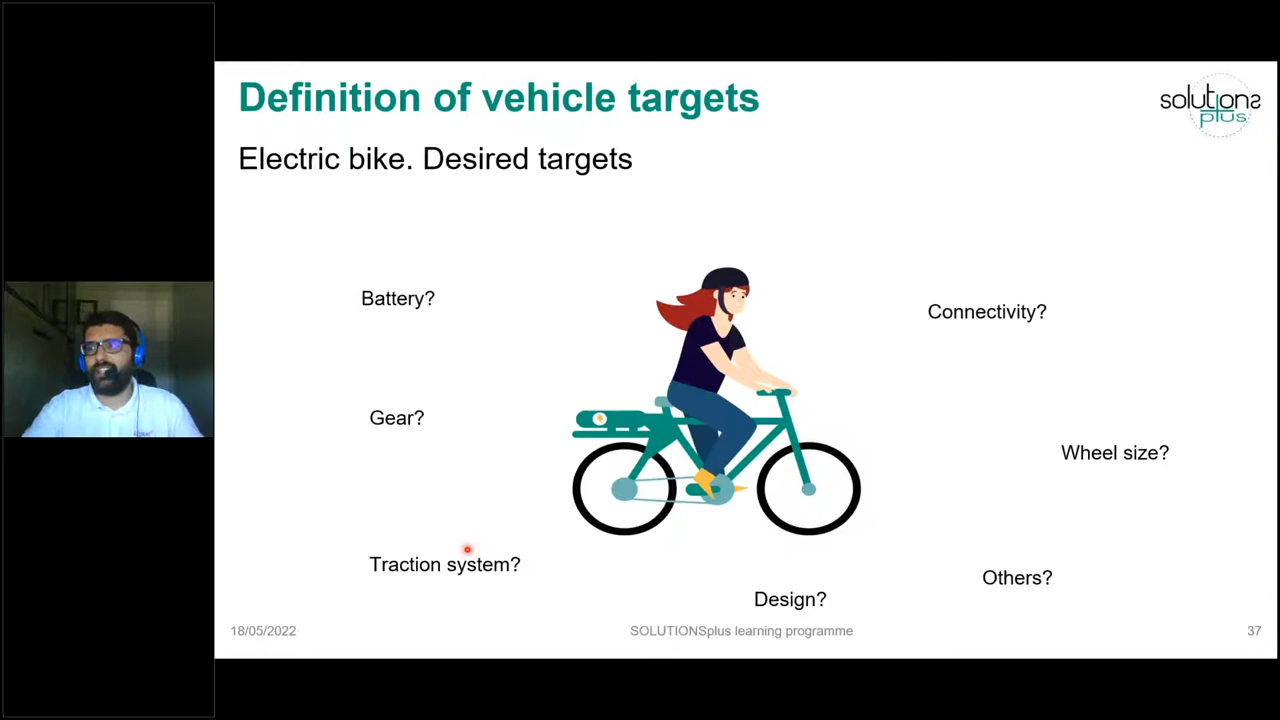 Definition of vehicle targets
solutions
plus
Electric bike. Desired targets
Battery?
Connectivity?
Gear?
Wheel size?
Traction system?
Others?
Design?
18/05/2022
SOLUTIONSplus learning programme
37